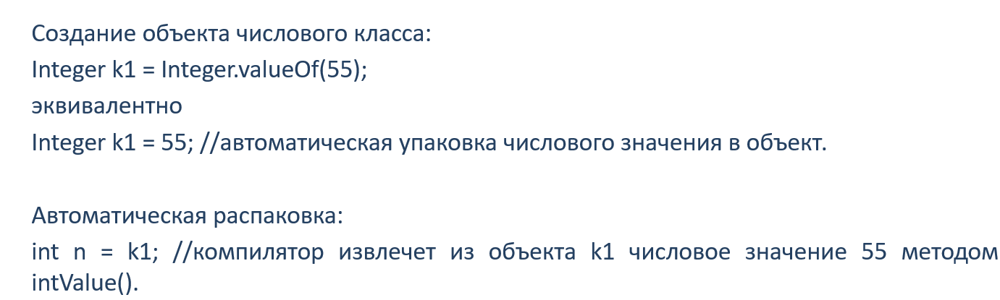 Создание объекта числового класса:
Integer k1 = Integer.valueOf(55);
эквивалентно
Integer k1 = 55; //автоматическая упаковка числового значения в объект.
Автоматическая распаковка:
int n = k1; //компилятор извлечет из объекта k1 числовое значение 55 методом
intValue().